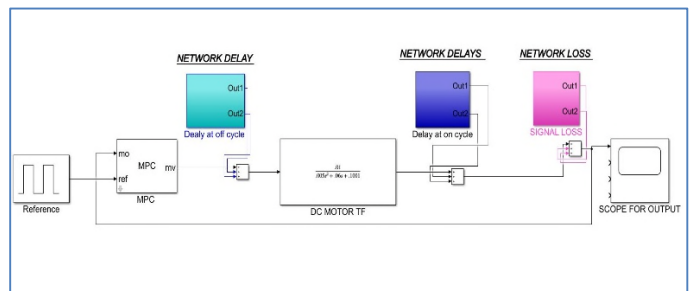 NETWORK DELAY
NETWORK DELAYS
NETWORK LOSS
Out1
Out2
Out1
Out2
Out1
Out2
Dealy at off cycle
Delay at on cycle
SIGNAL LOSS
mo
MPC
mv
ref
MPC
Reference
DC MOTOR TF
SCOPE FOR OUTPUT